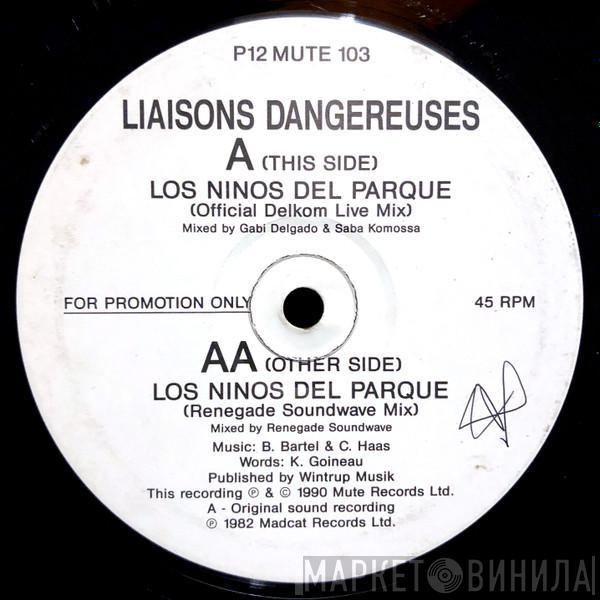 P12 MUTE 103
LIAISONS DANGEREUSES
A (THIS SIDE)
LOS NINOS DEL PARQUE
(Official Delkom Live Mix)
Mixed by Gabi Delgado & Saba Komossa
FOR PROMOTION ONLY
45 RPM
AA (OTHER SIDE)
LOS NINOS DEL PARQUE
(Renegade Soundwave Mix)
Mixed by Renegade Soundwave
Music: B. Bartel & C. Haas
Words: K. Goineau
Published by Wintrup Musik
This recording ℗ & © 1990 Mute Records Ltd.
A - Original sound recording
℗ 1982 Madcat Records Ltd.
МАРКЕТ ВИНИЛА